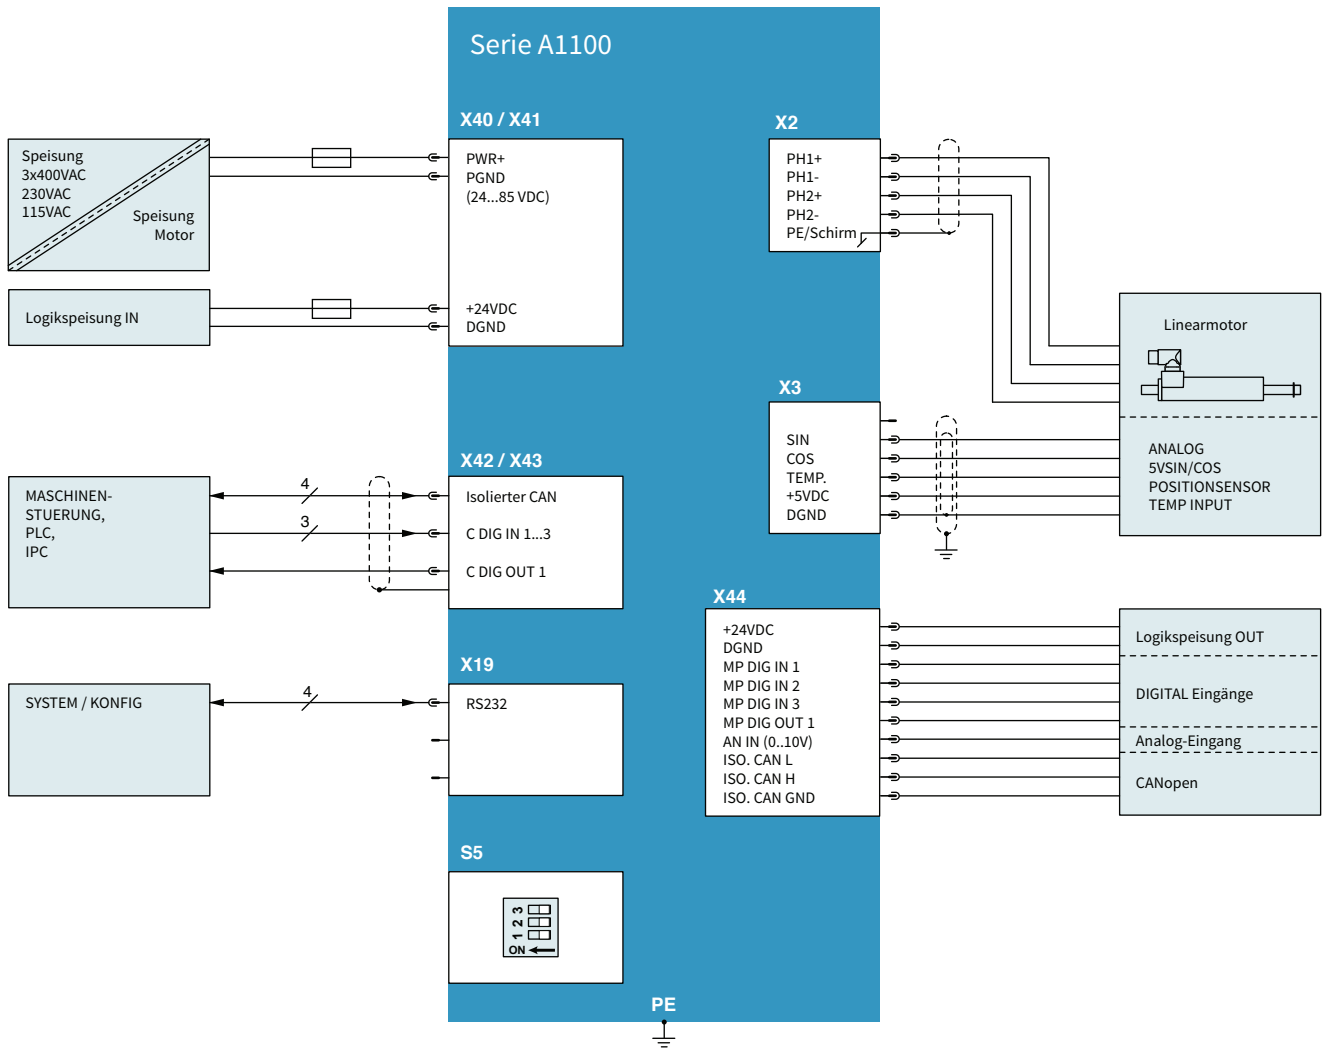 Serie A1100
X40 / X41
Speisung
3x400VAC
230VAC
115VAC
Speisung
Motor
PWR+
PGND
(24...85 VDC)
Logikspeisung IN
+24VDC
DGND
X2
PH1+
PH1-
PH2+
PH2-
PE/Schirm
Linearmotor
X3
SIN
COS
TEMP.
+5VDC
DGND
ANALOG
5VSIN/COS
POSITIONSENSOR
TEMP INPUT
X42 / X43
MASCHINEN-
STUERUNG,
PLC,
IPC
4
3
Isolierter CAN
C DIG IN 1...3
C DIG OUT 1
X44
+24VDC
DGND
MP DIG IN 1
MP DIG IN 2
MP DIG IN 3
MP DIG OUT 1
AN IN (0..10V)
ISO. CAN L
ISO. CAN H
ISO. CAN GND
Logikspeisung OUT
DIGITAL Eingänge
Analog-Eingang
CANopen
X19
SYSTEM / KONFIG
4
RS232
S5
1 2 3
ON
PE